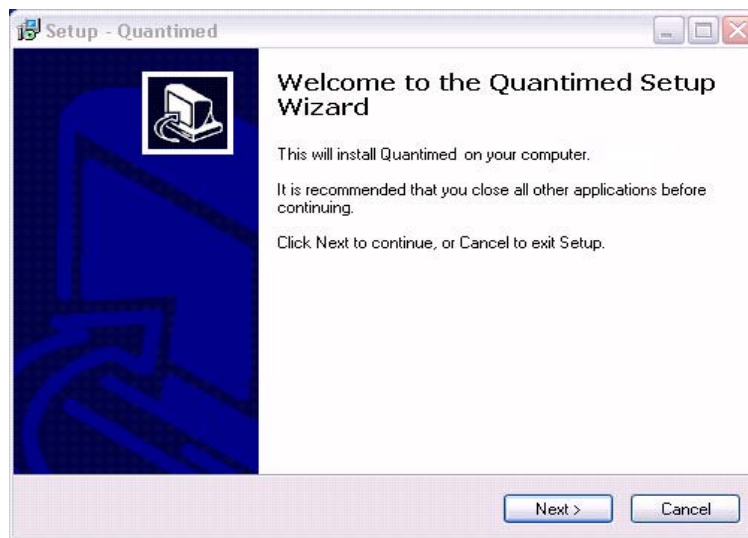 Setup - Quantimed
Welcome to the Quantimed Setup
Wizard
This will install Quantimed on your computer.
It is recommended that you close all other applications before
continuing.
Click Next to continue, or Cancel to exit Setup.
Next >
Cancel